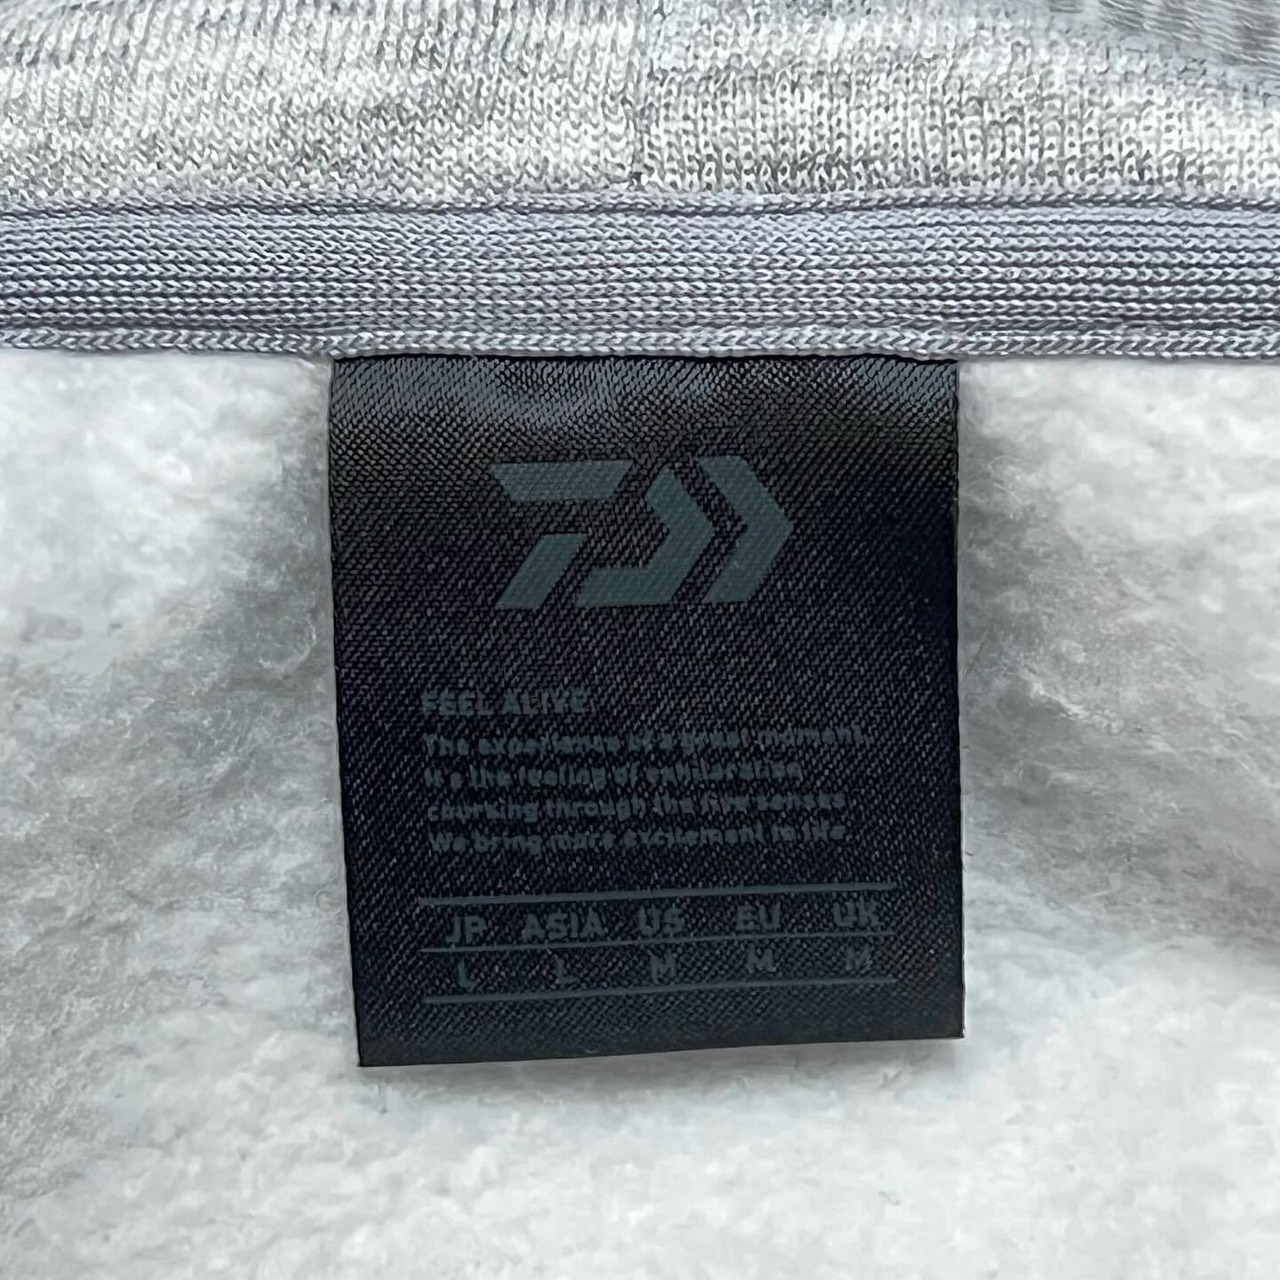 FEEL ALIVE.
The experience of a great moment.
It's the feeling of exhilaration
coursing through the five senses
We bring more excitement to life
JP ASIA US EU UK
L L M M M